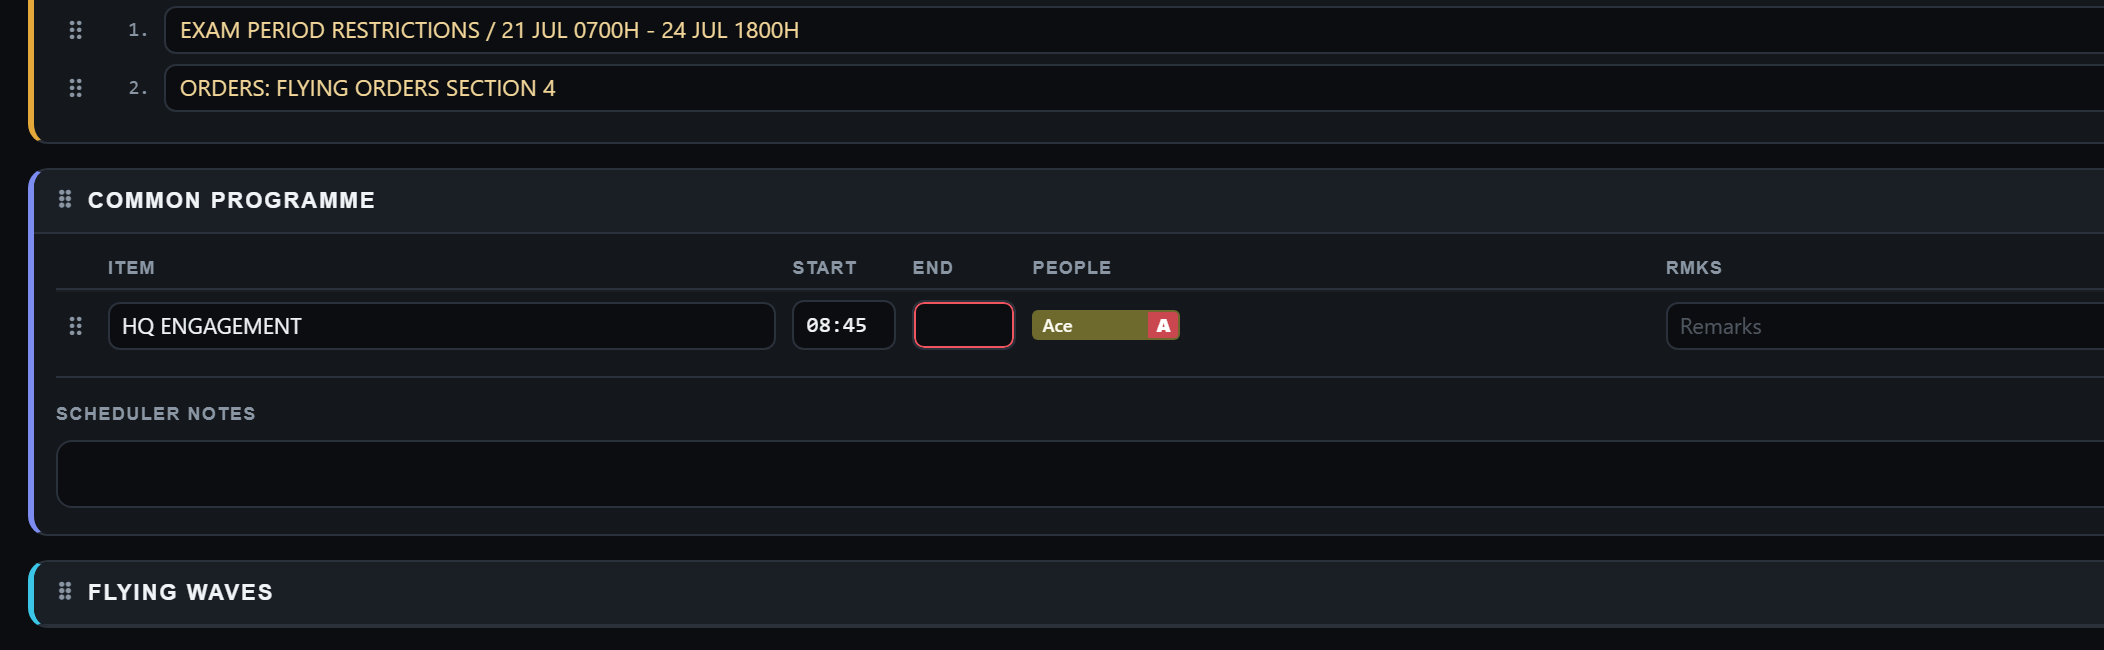 1. EXAM PERIOD RESTRICTIONS / 21 JUL 0700H - 24 JUL 1800H
2. ORDERS: FLYING ORDERS SECTION 4
COMMON PROGRAMME
ITEM START END PEOPLE RMKS
HQ ENGAGEMENT 08:45 Ace A Remarks
SCHEDULER NOTES
FLYING WAVES